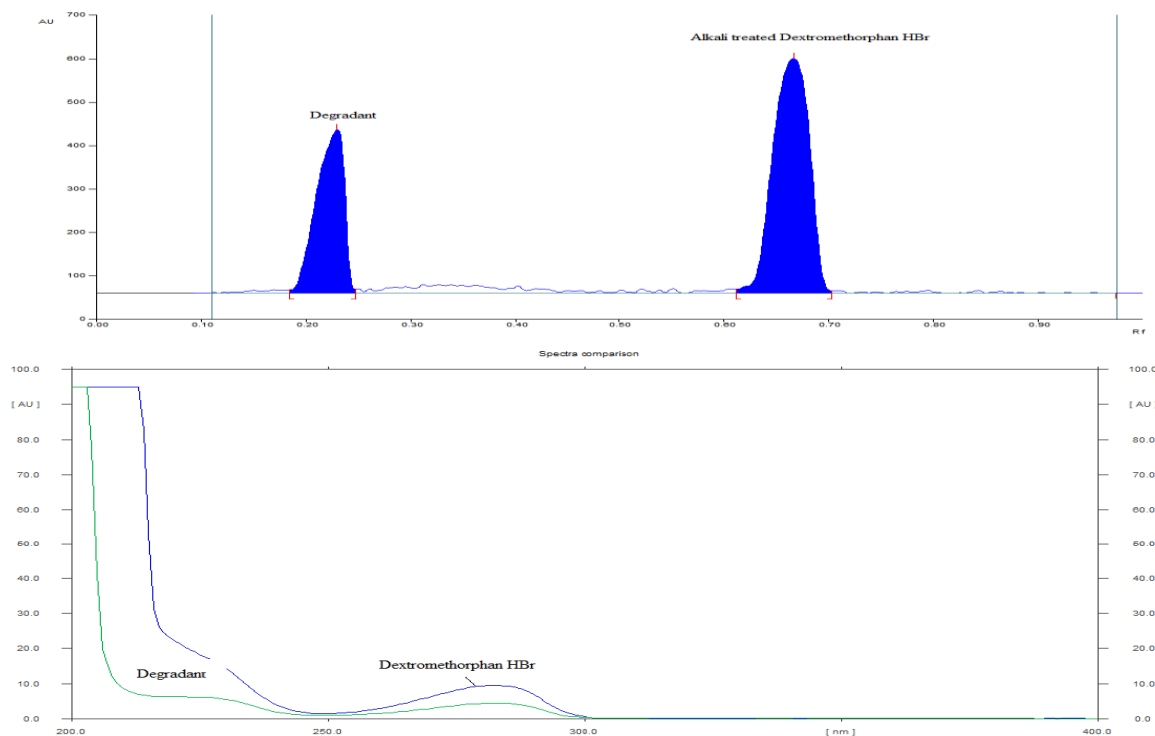 AU
700
600
500
400
300
200
100
0
Alkali treated Dextromethorphan HBr
Degradant
0.00 0.10 0.20 0.30 0.40 0.50 0.60 0.70 0.80 0.90
Rf
Spectra comparison
100.0 100.0
[ AU ] [ AU ]
80.0 80.0
70.0 70.0
60.0 60.0
50.0 50.0
40.0 40.0
30.0 30.0
20.0 20.0
Degradant Dextromethorphan HBr
10.0 10.0
0.0 0.0
200.0 250.0 300.0 [ nm ] 400.0